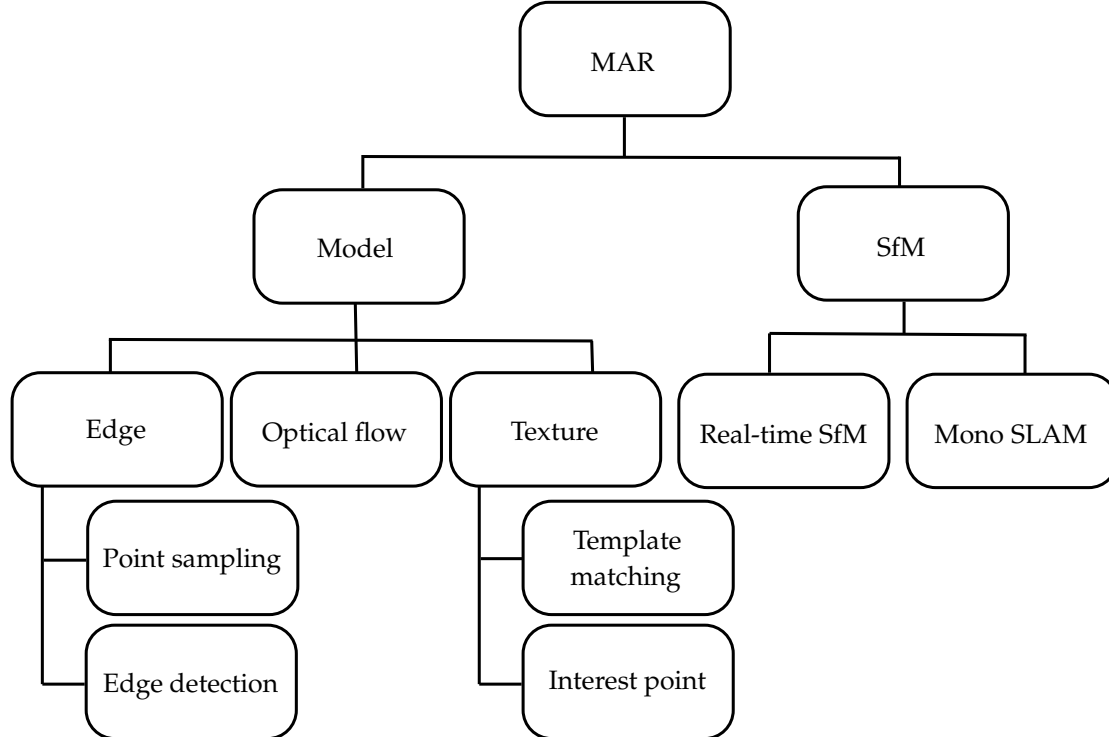 MAR
Model
SfM
Edge
Optical flow
Texture
Real-time SfM
Mono SLAM
Point sampling
Template
matching
Edge detection
Interest point